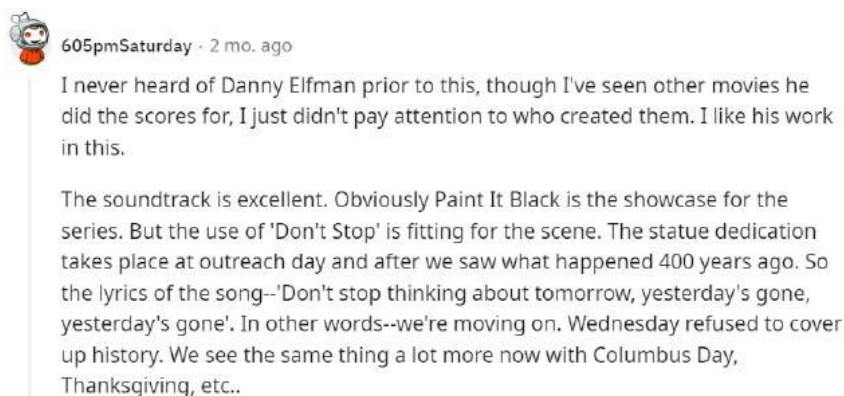 605pmSaturday · 2 mo. ago
I never heard of Danny Elfman prior to this, though I've seen other movies he
did the scores for, I just didn't pay attention to who created them. I like his work
in this.
The soundtrack is excellent. Obviously Paint It Black is the showcase for the
series. But the use of 'Don't Stop' is fitting for the scene. The statue dedication
takes place at outreach day and after we saw what happened 400 years ago. So
the lyrics of the song--'Don't stop thinking about tomorrow, yesterday's gone,
yesterday's gone'. In other words--we're moving on. Wednesday refused to cover
up history. We see the same thing a lot more now with Columbus Day,
Thanksgiving, etc..